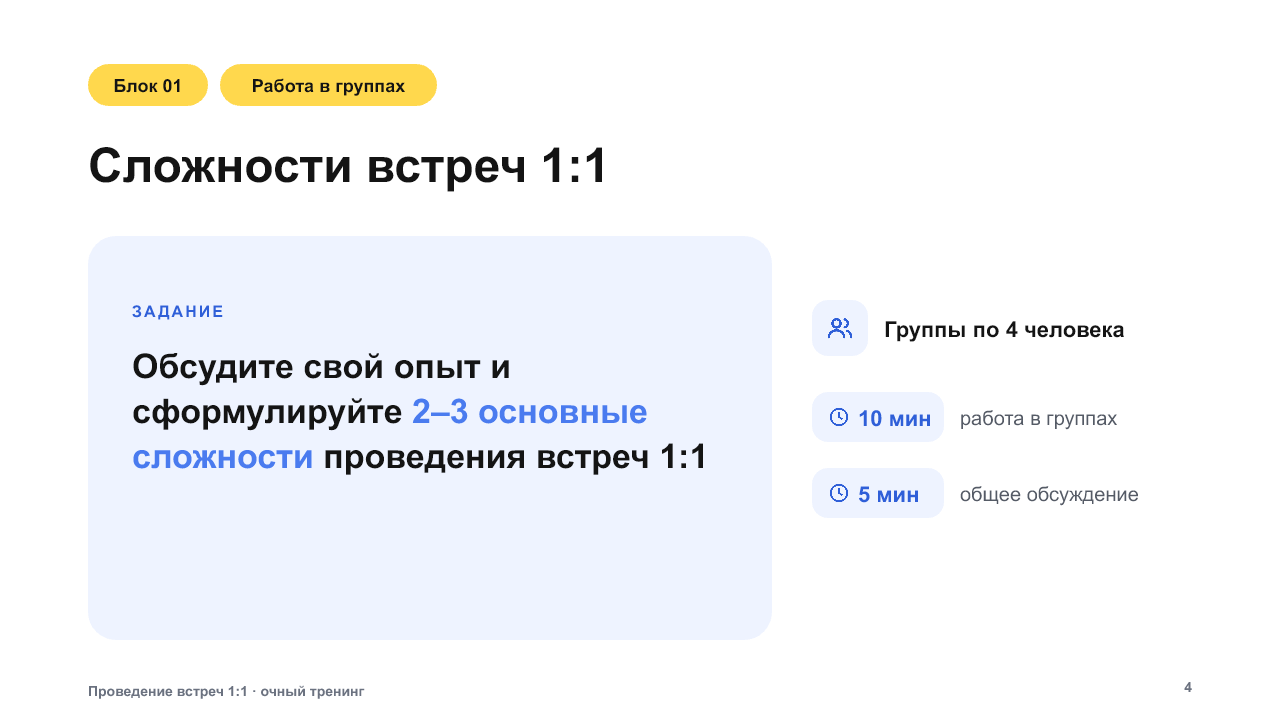 Блок 01
Работа в группах
Сложности встреч 1:1
ЗАДАНИЕ
Обсудите свой опыт и
сформулируйте 2–3 основные
сложности проведения встреч 1:1
Группы по 4 человека
10 мин
работа в группах
5 мин
общее обсуждение
Проведение встреч 1:1 · очный тренинг
4